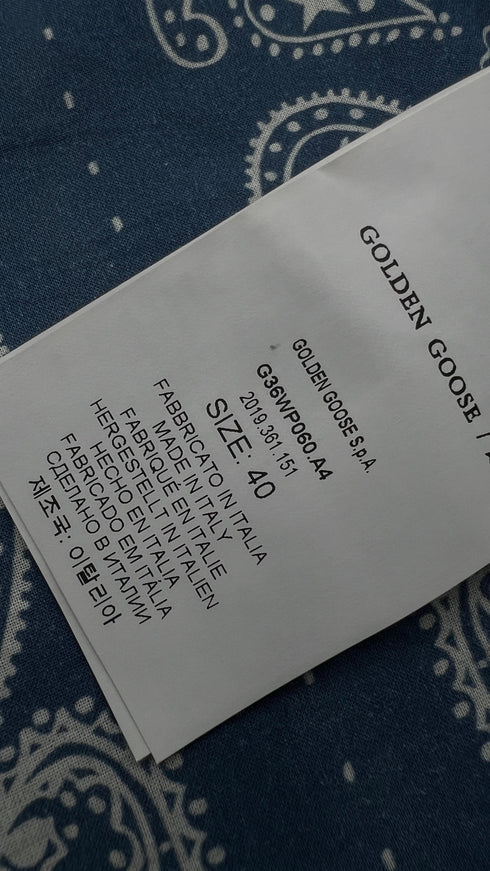 GOLDEN GOOSE /
GOLDEN GOOSE S.p.A.
G36WP060.A4
2019.361.151
SIZE: 40
FABBRICATO IN ITALIA
MADE IN ITALY
FABRIQUÉ EN ITALIE
HERGESTELLT IN ITALIEN
HECHO EN ITALIA
FABRICADO EM ITÁLIA
СДЕЛАНО В ИТАЛИИ
제조국: 이탈리아